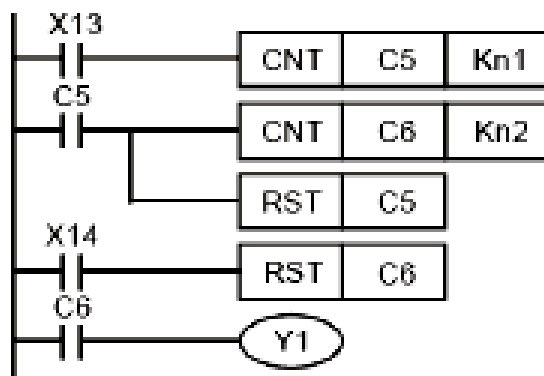 X13
CNT C5 Kn1
C5
CNT C6 Kn2
RST C5
X14
RST C6
C6
Y1